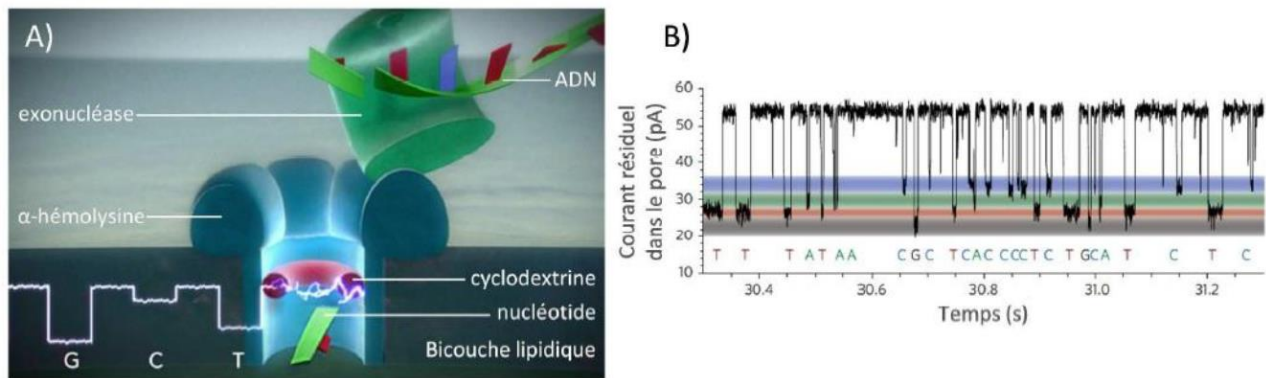 A)
ADN
exonucléase
α-hémolysine
cyclodextrine
nucléotide
Bicouche lipidique
G C T
B)
Courant résiduel
dans le pore (pA)
60
50
40
30
20
10
T T T A T A A C G C T C A C C C C T C T G C A T C T C
30.4 30.6 30.8 31.0 31.2
Temps (s)